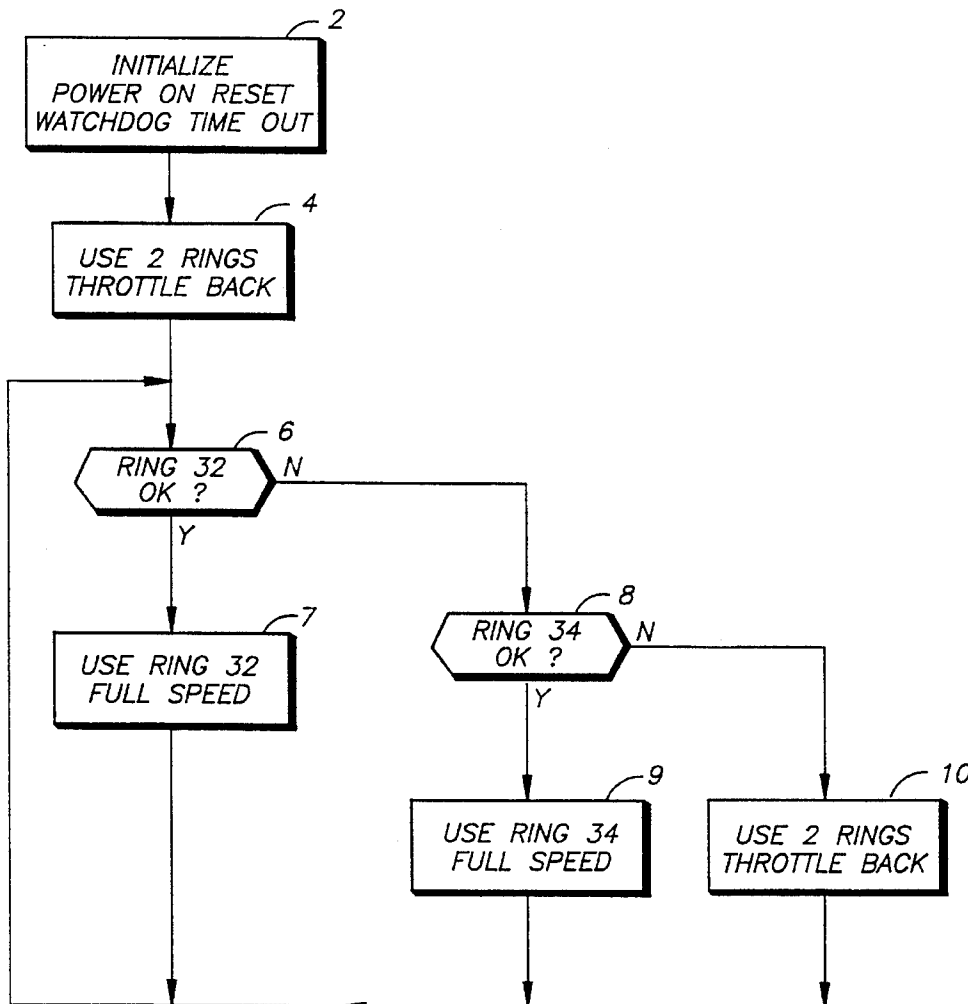 2
INITIALIZE
POWER ON RESET
WATCHDOG TIME OUT
4
USE 2 RINGS
THROTTLE BACK
6
RING 32
OK ?
N
Y
7
USE RING 32
FULL SPEED
8
RING 34
OK ?
N
Y
9
USE RING 34
FULL SPEED
10
USE 2 RINGS
THROTTLE BACK